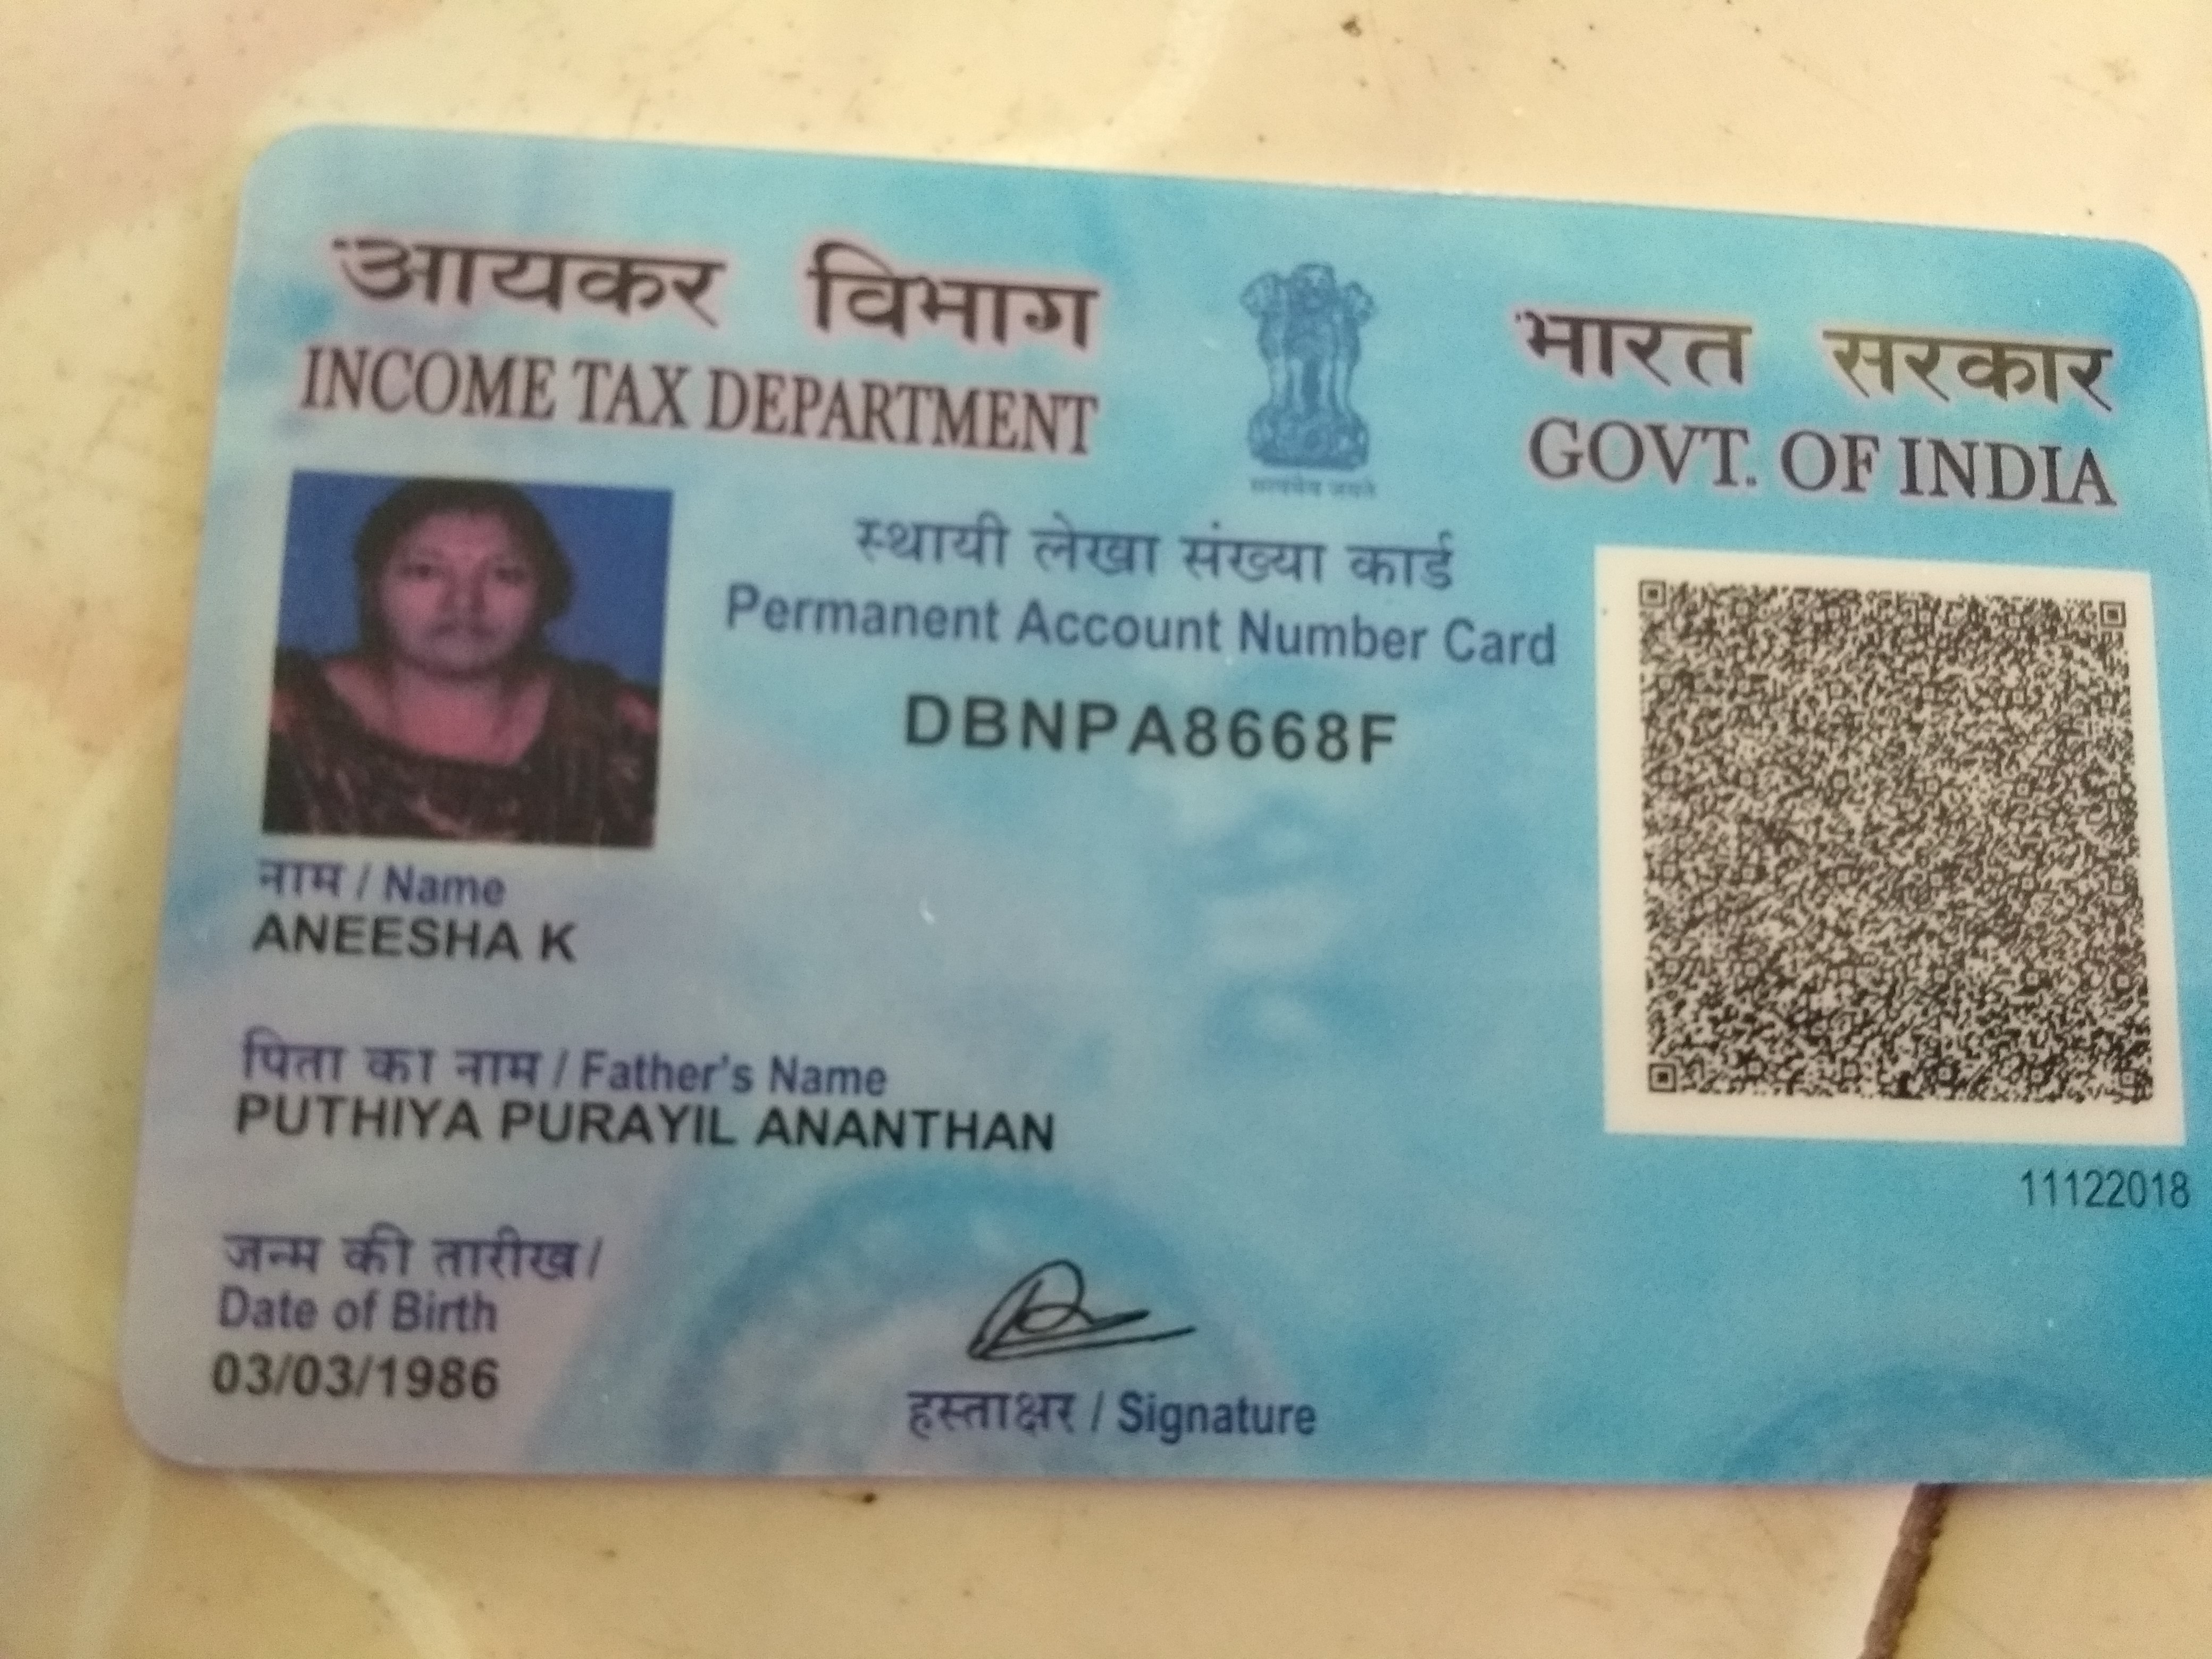 आयकर विभाग
INCOME TAX DEPARTMENT
भारत सरकार
GOVT. OF INDIA
सत्यमेव जयते
स्थायी लेखा संख्या कार्ड
Permanent Account Number Card
DBNPA8668F
नाम / Name
ANEESHA K
पिता का नाम / Father's Name
PUTHIYA PURAYIL ANANTHAN
जन्म की तारीख /
Date of Birth
03/03/1986
हस्ताक्षर / Signature
11122018